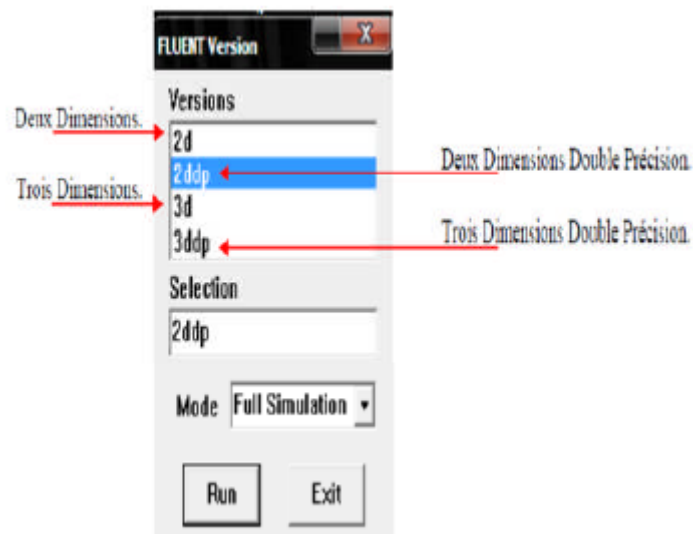 FLUENT Version
Versions
Deux Dimensions.
2d
2ddp
Deux Dimensions Double Précision.
Trois Dimensions.
3d
3ddp
Trois Dimensions Double Précision.
Selection
2ddp
Mode Full Simulation
Run Exit